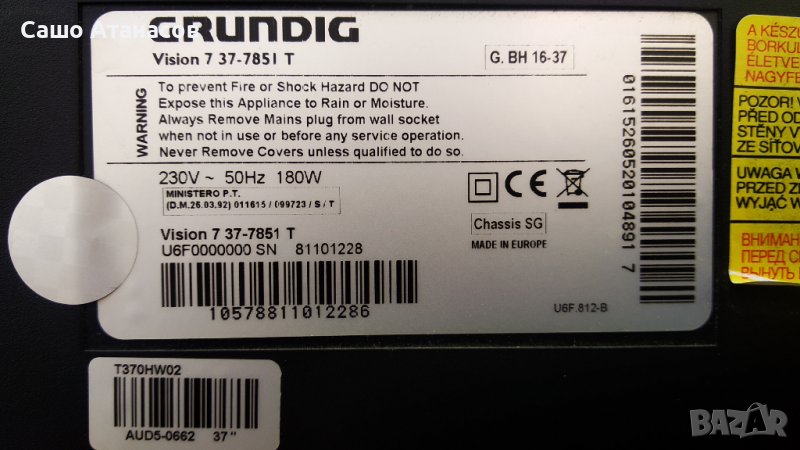 Сашо Атанасов
GRUNDIG
Vision 7 37-7851 T
G. BH 16-37
WARNING
To prevent Fire or Shock Hazard DO NOT
Expose this Appliance to Rain or Moisture.
Always Remove Mains plug from wall socket
when not in use or before any service operation.
Never Remove Covers unless qualified to do so.
230V ~ 50Hz 180W
MINISTERO P.T.
(D.M.26.03.92) 011615 / 099723 / S / T
CE
Chassis SG
MADE IN EUROPE
Vision 7 37-7851 T
U6F0000000 SN 81101228
10578811012286
U6F.812-B
01615260520104891 7
T370HW02
AUD5-0662 37"
A KÉSZÜ
BORKUL
ÉLETVE
NAGYFE
POZOR! V
PŘED OD
STĚNY VY
ZE SÍŤOV
UWAGA W
PRZED ZD
WYJĄĆ W
ВНИМАН
ПЕРЕД С
ВЫНУТЬ
BAZAR